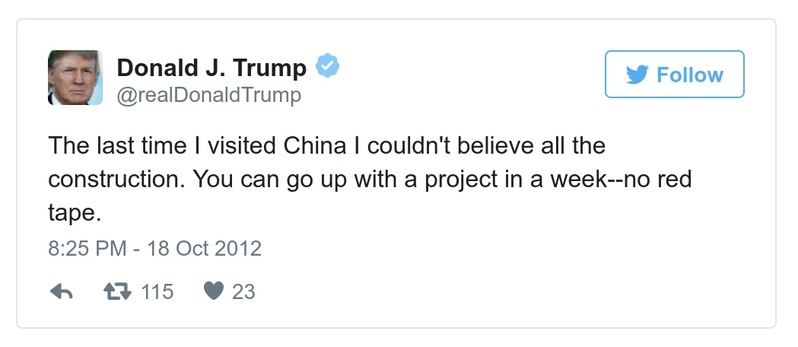 Donald J. Trump
@realDonaldTrump
Follow
The last time I visited China I couldn't believe all the
construction. You can go up with a project in a week--no red
tape.
8:25 PM - 18 Oct 2012
115 23